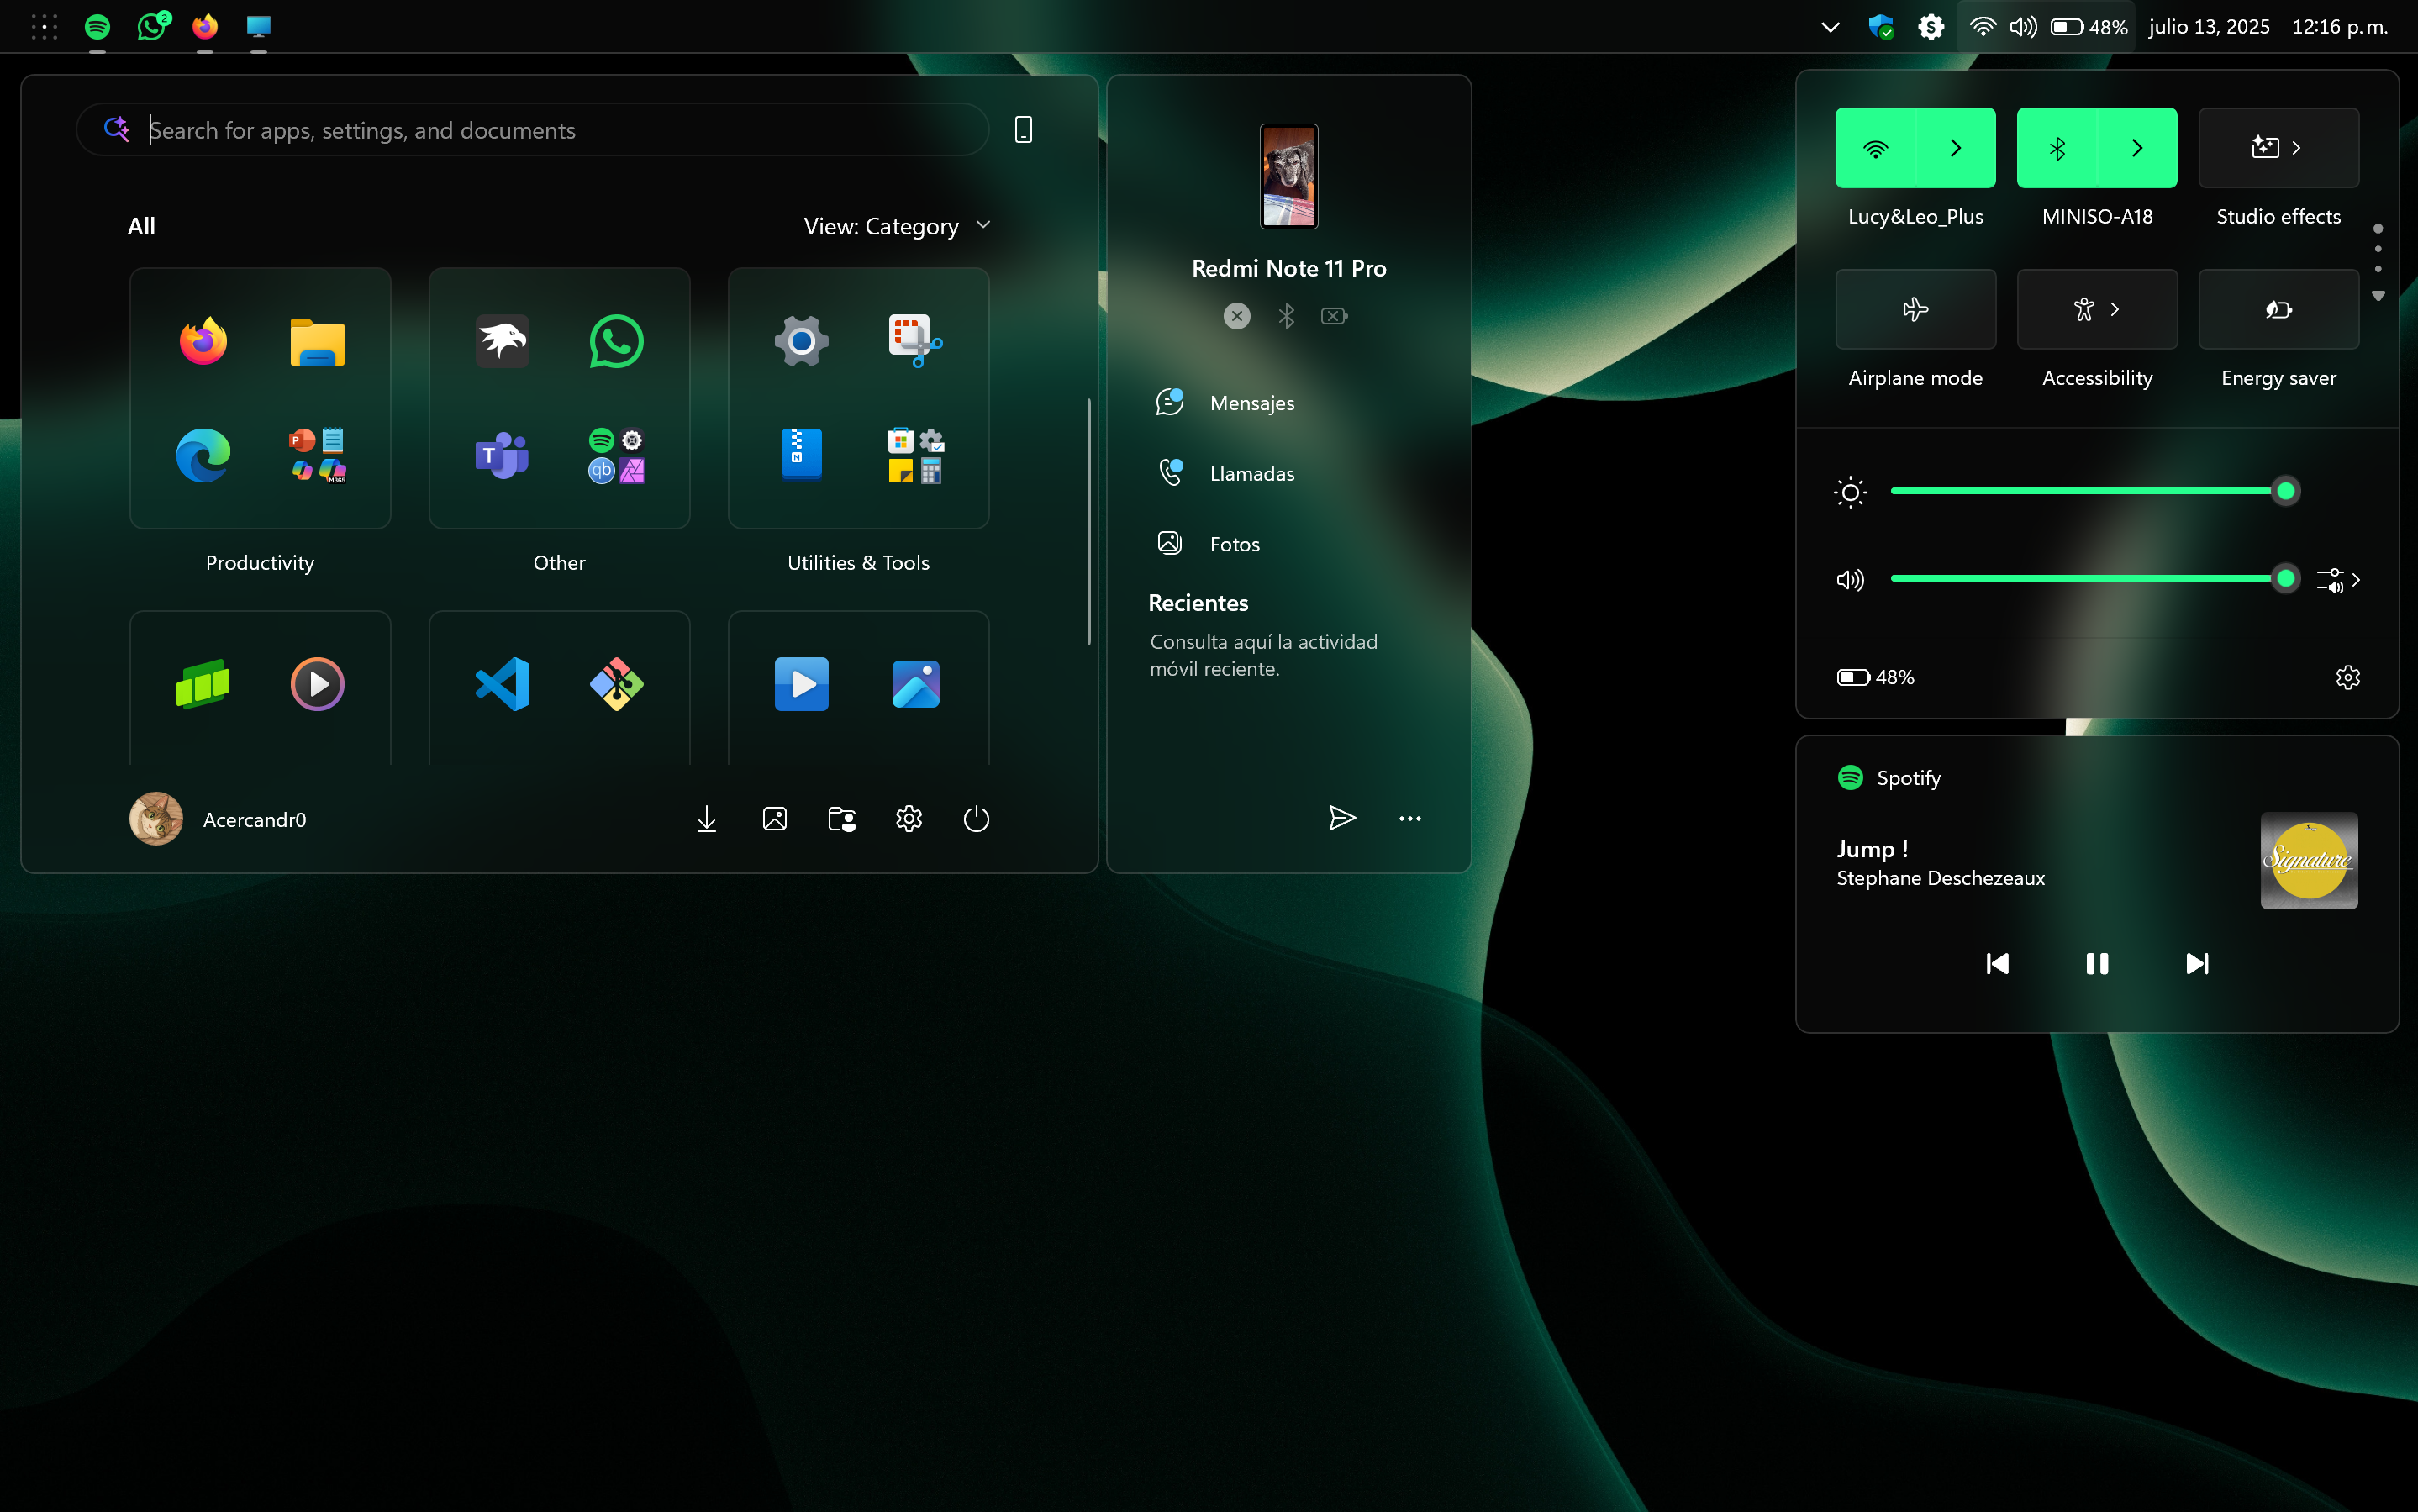 2
48%
julio 13, 2025
12:16 p. m.
Search for apps, settings, and documents
All
View: Category
P
M365
T
qb
N
Productivity
Other
Utilities & Tools
Acercandr0
Redmi Note 11 Pro
Mensajes
Llamadas
Fotos
Recientes
Consulta aquí la actividad
móvil reciente.
Lucy&Leo_Plus
MINISO-A18
Studio effects
Airplane mode
Accessibility
Energy saver
48%
Spotify
Jump !
Stephane Deschezeaux
Signature